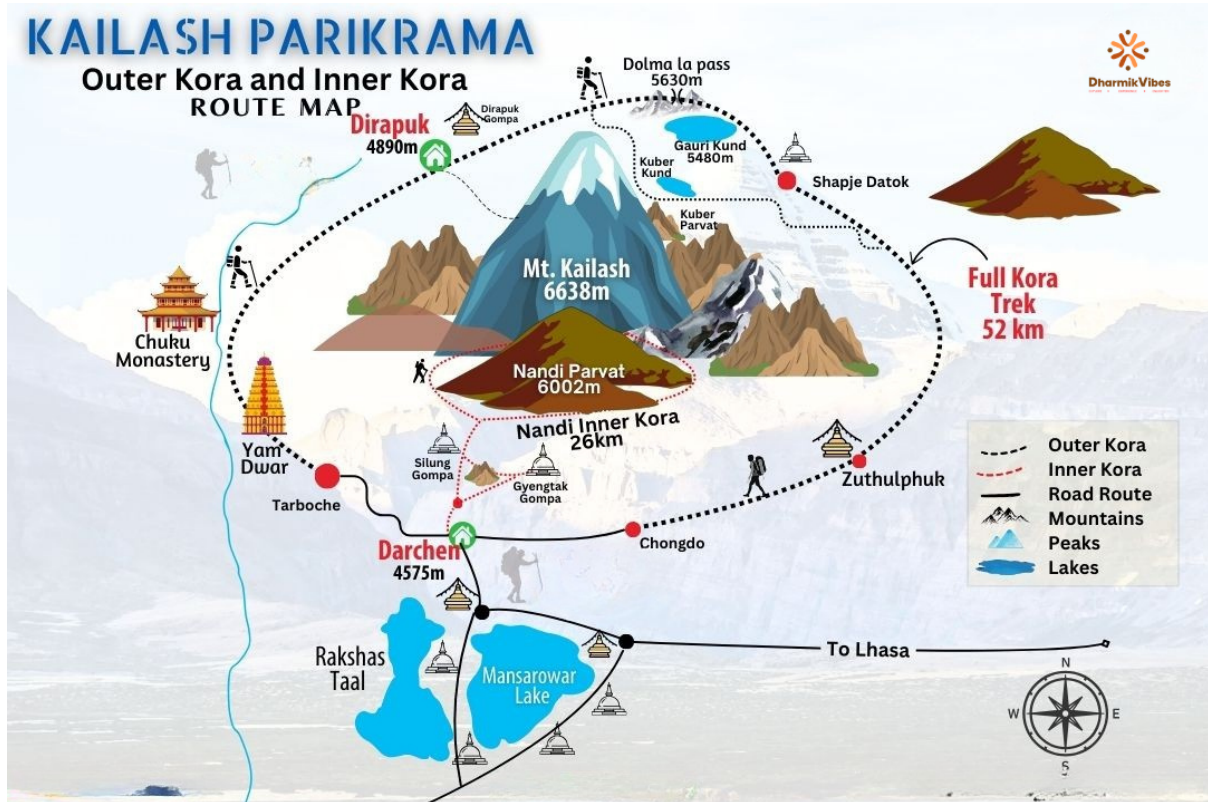 KAILASH PARIKRAMA
Outer Kora and Inner Kora
ROUTE MAP
DharmikVibes
Dolma la pass
5630m
Dirapuk
4890m
Dirapuk
Gompa
Gauri Kund
5480m
Kuber
Kund
Shapje Datok
Kuber
Parvat
Mt. Kailash
6638m
Full Kora
Trek
52 km
Chuku
Monastery
Nandi Parvat
6002m
Nandi Inner Kora
26km
Yam
Dwar
Silung
Gompa
Gyengtak
Gompa
Zuthulphuk
Tarboche
Chongdo
Darchen
4575m
Outer Kora
Inner Kora
Road Route
Mountains
Peaks
Lakes
Rakshas
Taal
Mansarowar
Lake
To Lhasa
N
W
E
S